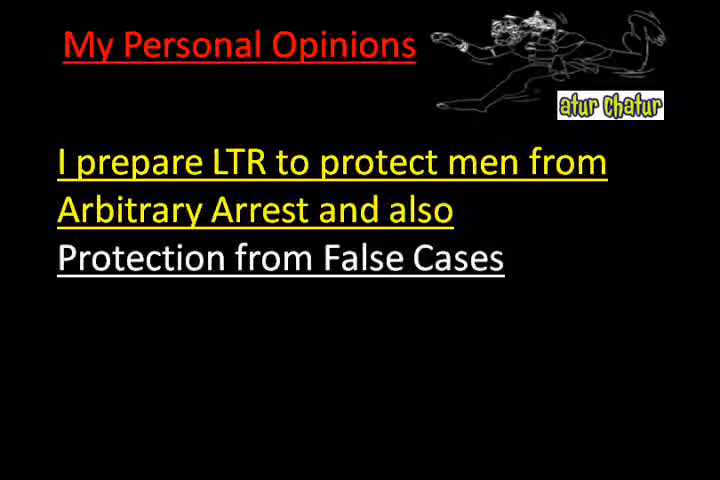 My Personal Opinions
atur chatur
I prepare LTR to protect men from
Arbitrary Arrest and also
Protection from False Cases